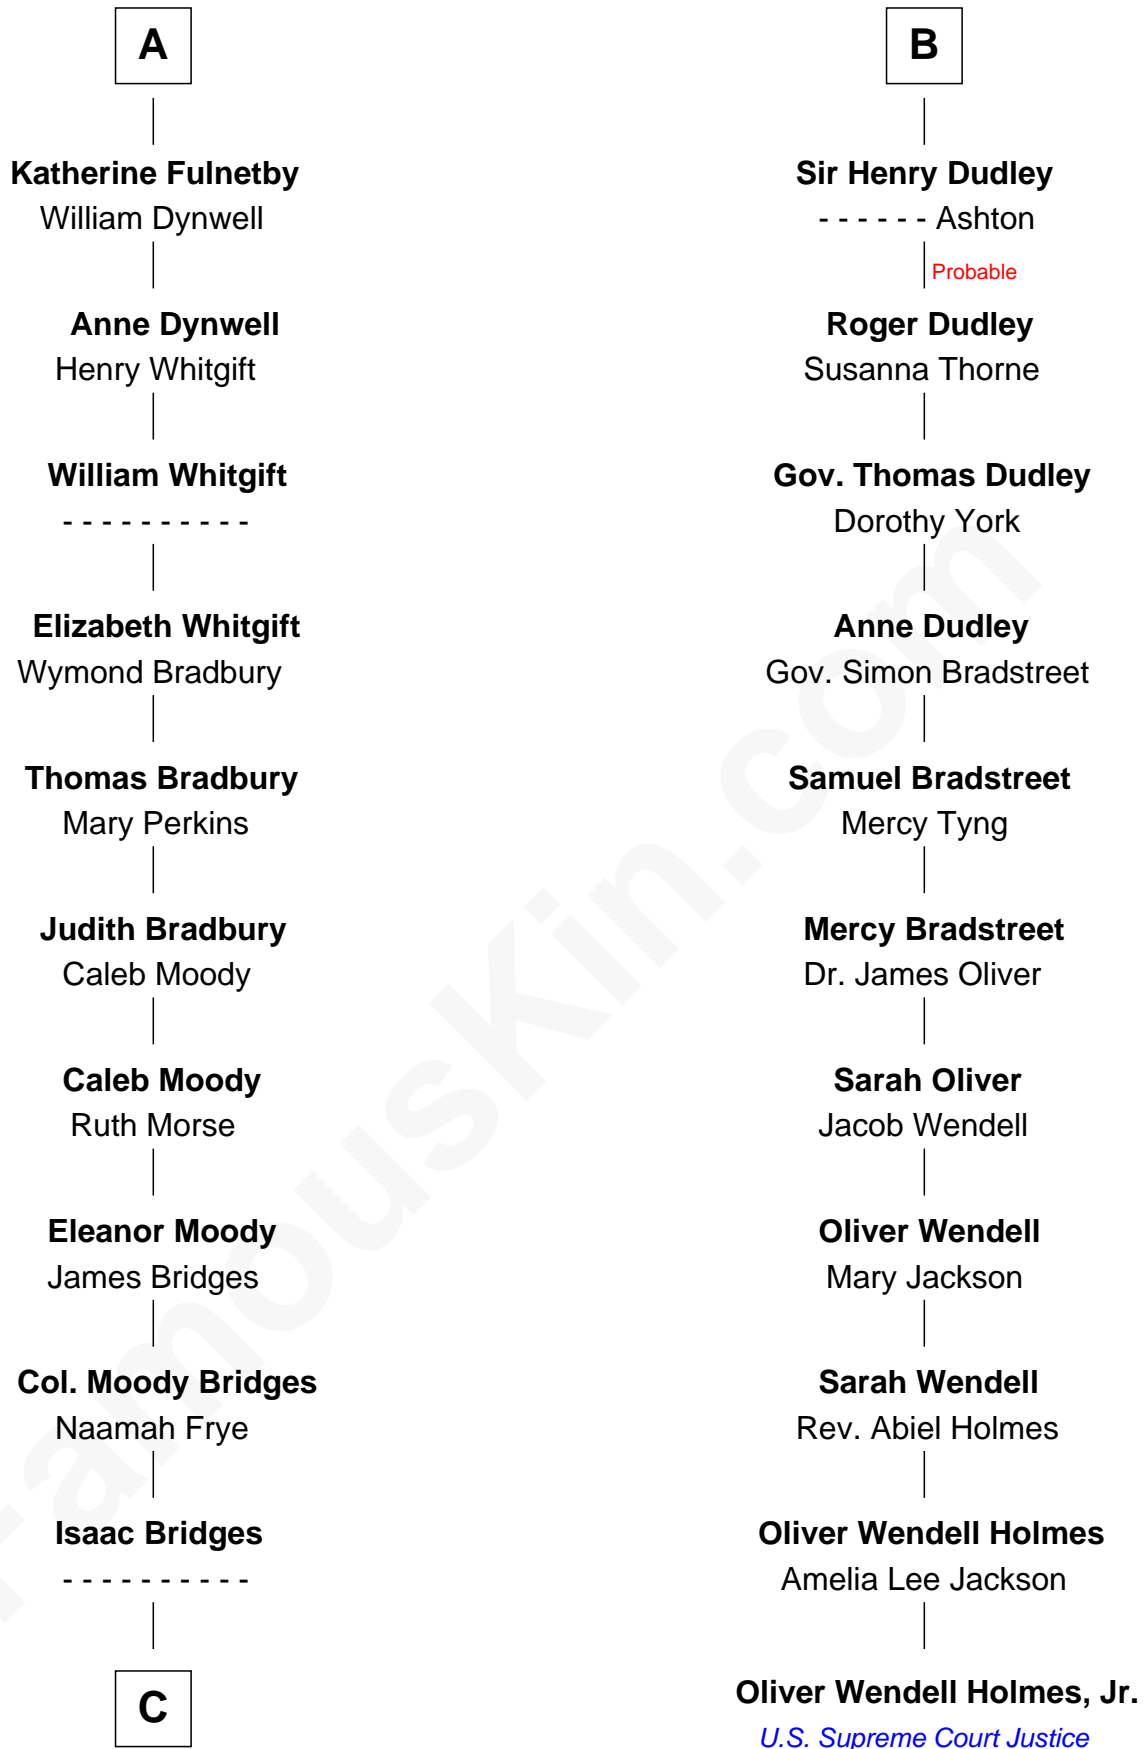 A
Katherine Fulnetby
William Dynwell
Anne Dynwell
Henry Whitgift
William Whitgift
- - - - - - - - - -
Elizabeth Whitgift
Wymond Bradbury
Thomas Bradbury
Mary Perkins
Judith Bradbury
Caleb Moody
Caleb Moody
Ruth Morse
Eleanor Moody
James Bridges
Col. Moody Bridges
Naamah Frye
Isaac Bridges
- - - - - - - - - -
C
B
Sir Henry Dudley
- - - - - - Ashton
Probable
Roger Dudley
Susanna Thorne
Gov. Thomas Dudley
Dorothy York
Anne Dudley
Gov. Simon Bradstreet
Samuel Bradstreet
Mercy Tyng
Mercy Bradstreet
Dr. James Oliver
Sarah Oliver
Jacob Wendell
Oliver Wendell
Mary Jackson
Sarah Wendell
Rev. Abiel Holmes
Oliver Wendell Holmes
Amelia Lee Jackson
Oliver Wendell Holmes, Jr.
U.S. Supreme Court Justice
FamousKin.com